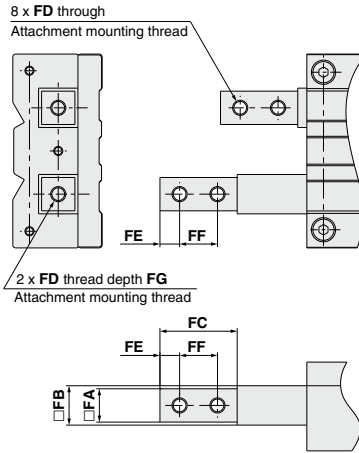 8 x FD through
Attachment mounting thread
FE FF
2 x FD thread depth FG
Attachment mounting thread
FC
FE FF
□FB
□FA